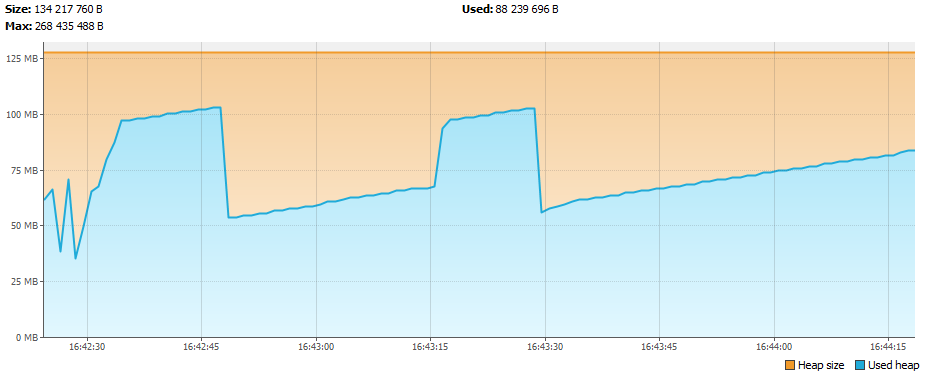 Size: 134 217 760 B Used: 88 239 696 B
Max: 268 435 488 B
125 MB
100 MB
75 MB
50 MB
25 MB
0 MB
16:42:30 16:42:45 16:43:00 16:43:15 16:43:30 16:43:45 16:44:00 16:44:15
Heap size Used heap